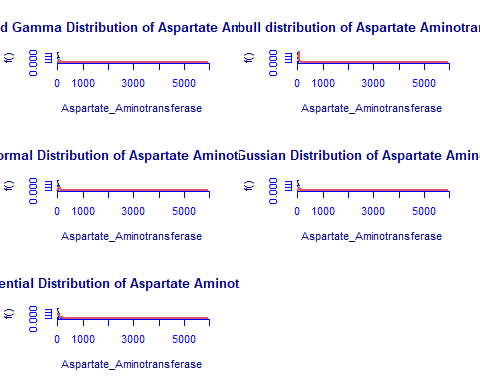 d Gamma Distribution of Aspartate An
f()
0.000
0 1000 3000 5000
Aspartate_Aminotransferase
bull distribution of Aspartate Aminotran
f()
0.000
0 1000 3000 5000
Aspartate_Aminotransferase
ormal Distribution of Aspartate Aminot
f()
0.000
0 1000 3000 5000
Aspartate_Aminotransferase
Gussian Distribution of Aspartate Amin
f()
0.000
0 1000 3000 5000
Aspartate_Aminotransferase
ential Distribution of Aspartate Aminot
f()
0.000
0 1000 3000 5000
Aspartate_Aminotransferase